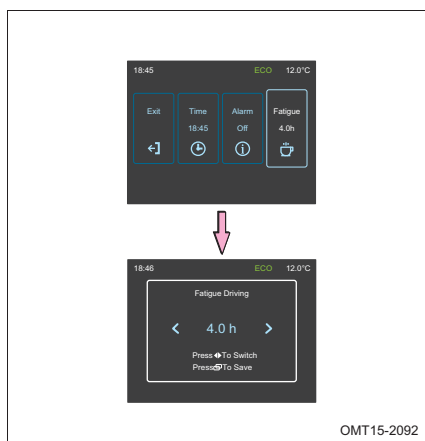 18:45 ECO 12.0°C
Exit Time Alarm Fatigue
18:45 Off 4.0h
18:46 ECO 12.0°C
Fatigue Driving
4.0 h
Press To Switch
Press To Save
OMT15-2092